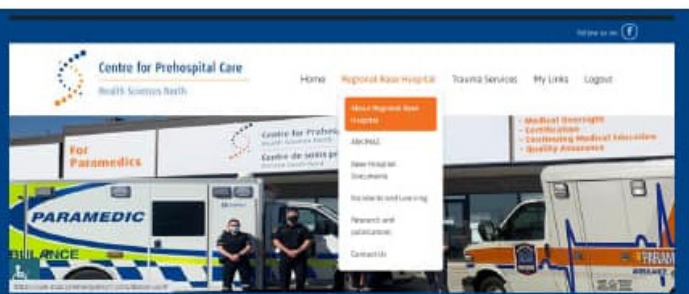 Follow us on
Centre for Prehospital Care
Health Sciences North
Home Regional Base Hospital Trauma Services My Links Logout
About Regional Base
Hospital
Base Hospital
Documents
Incidents and Learning
Research and
publications
Contact Us
For
Paramedics
Centre for Prehos
Health Sciences North
Centre de soins pr
- Medical Oversight
- Certification
- Continuing Medical Education
- Quality Assurance
PARAMEDIC
PARAM